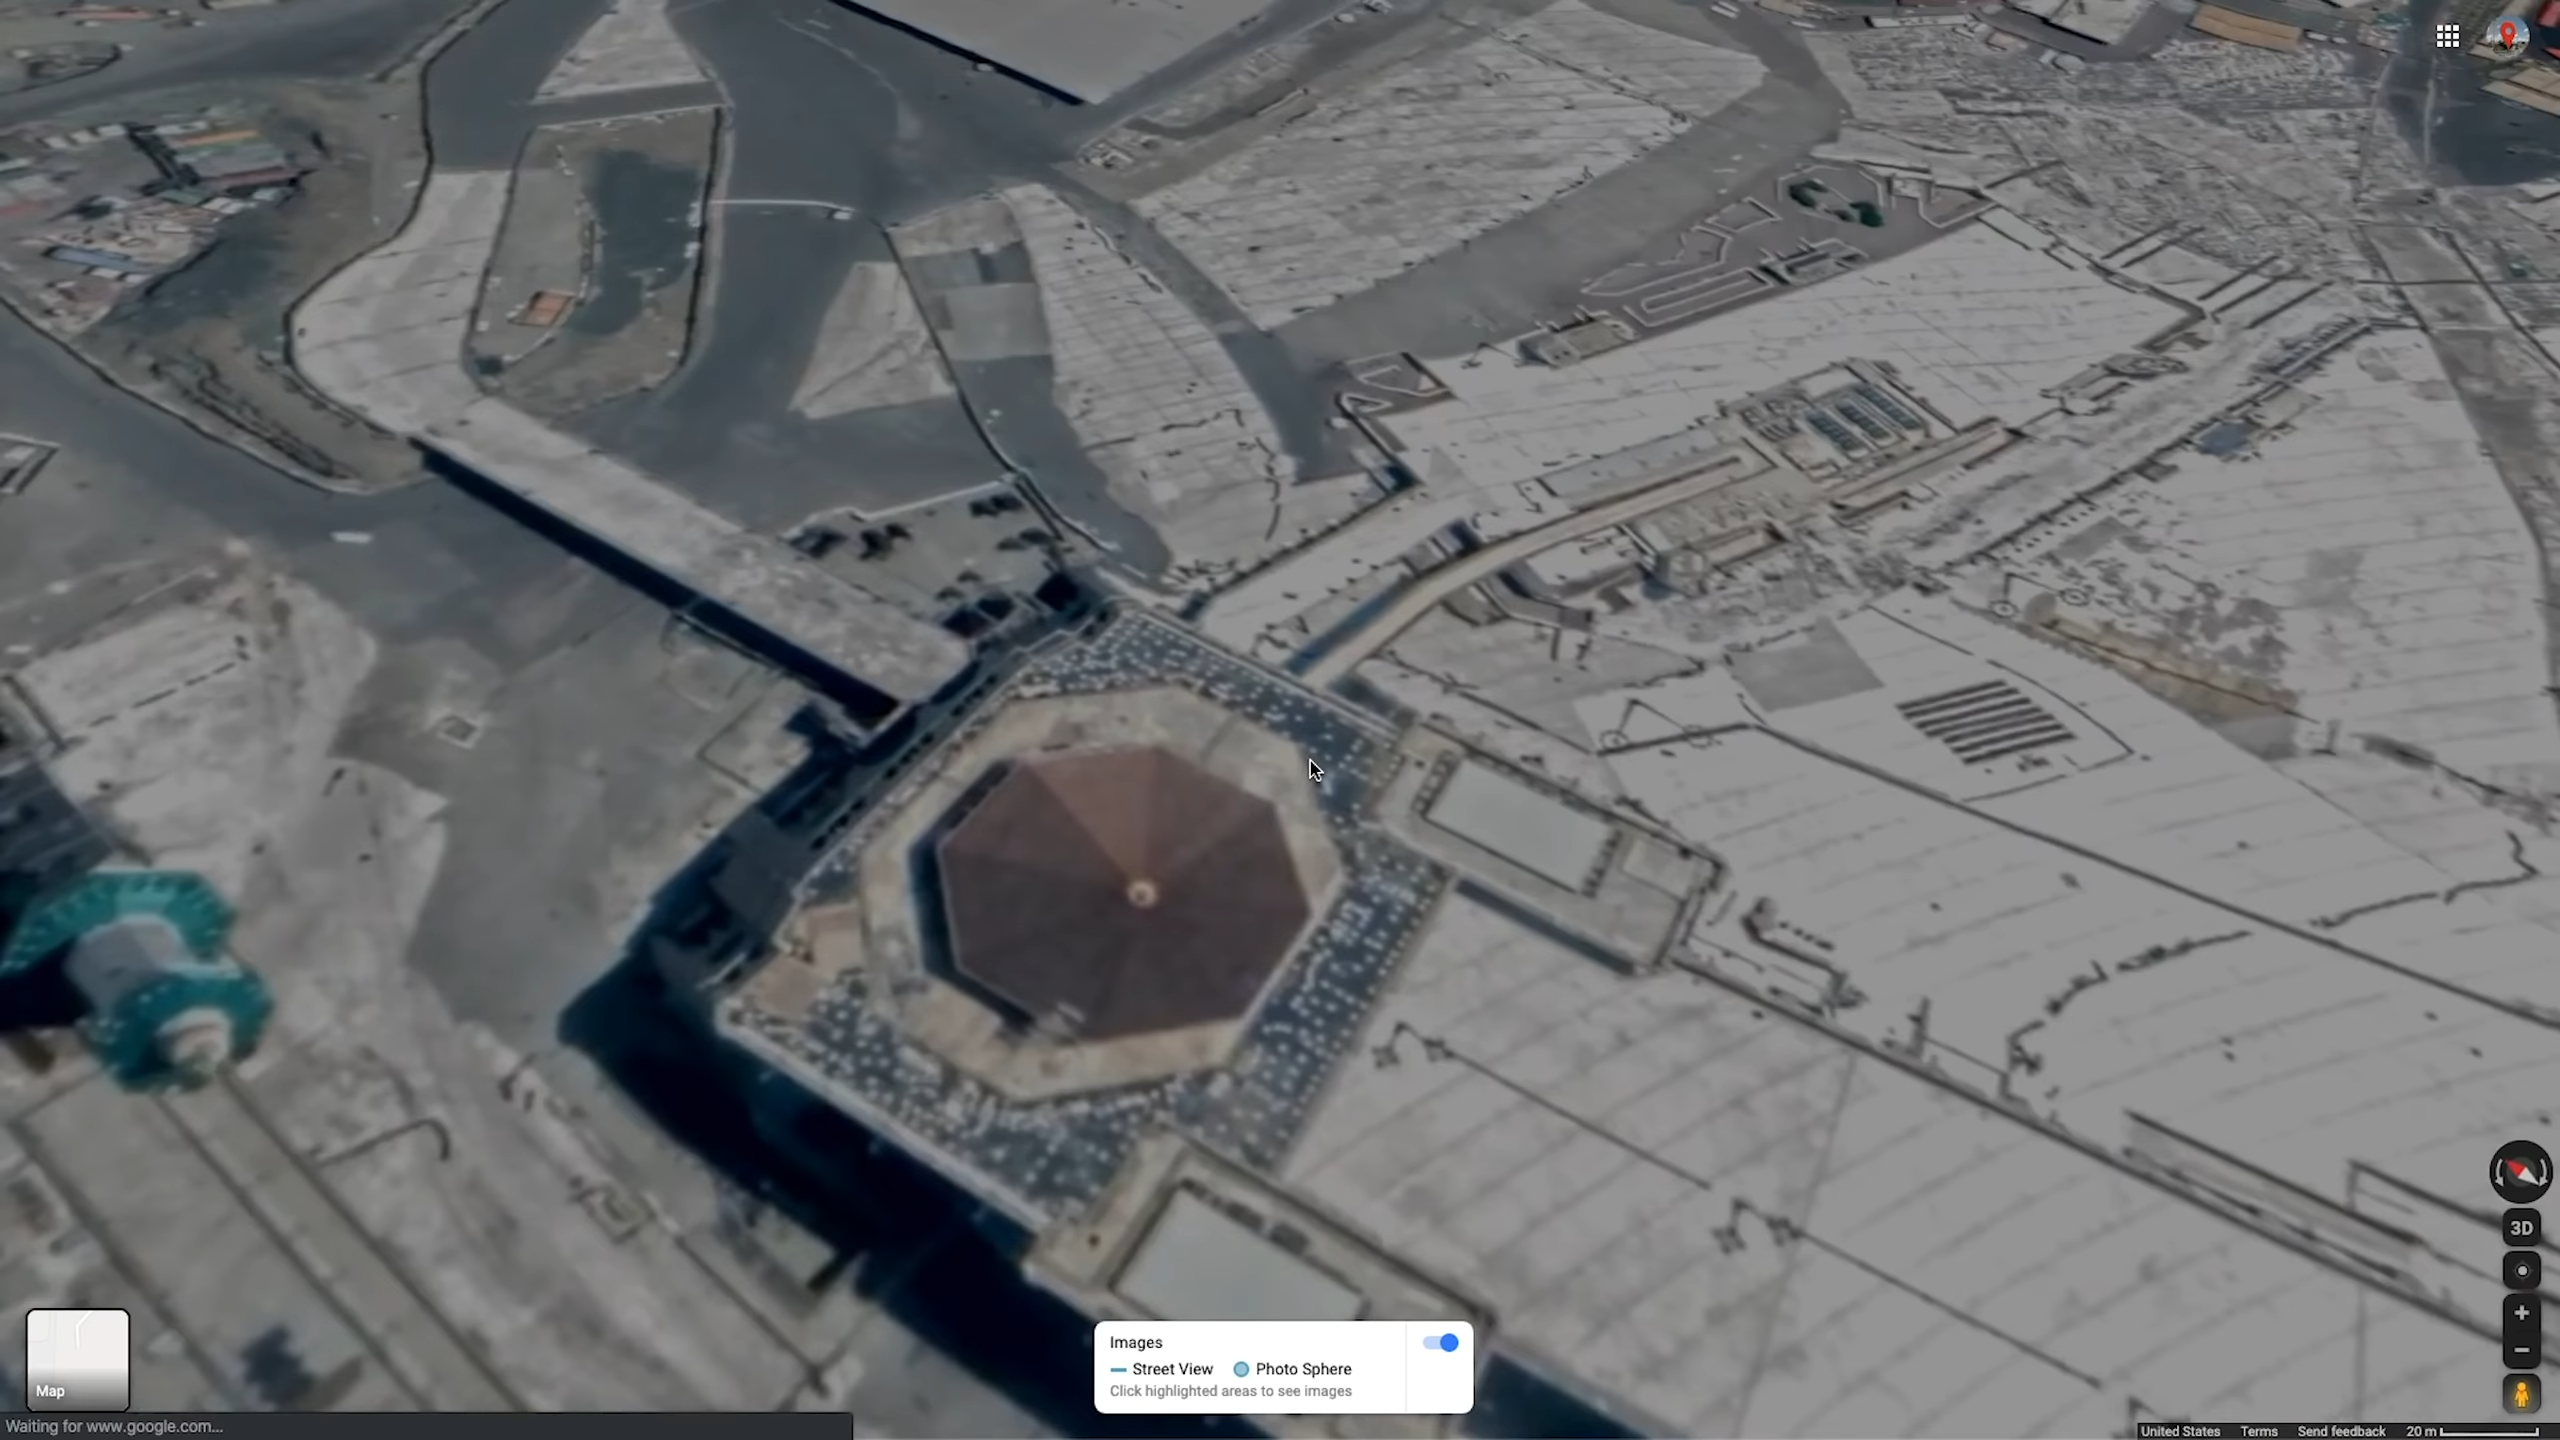 Images
Street View Photo Sphere
Click highlighted areas to see images
Map
Waiting for www.google.com...
3D
+
−
United States Terms Send feedback 20 m